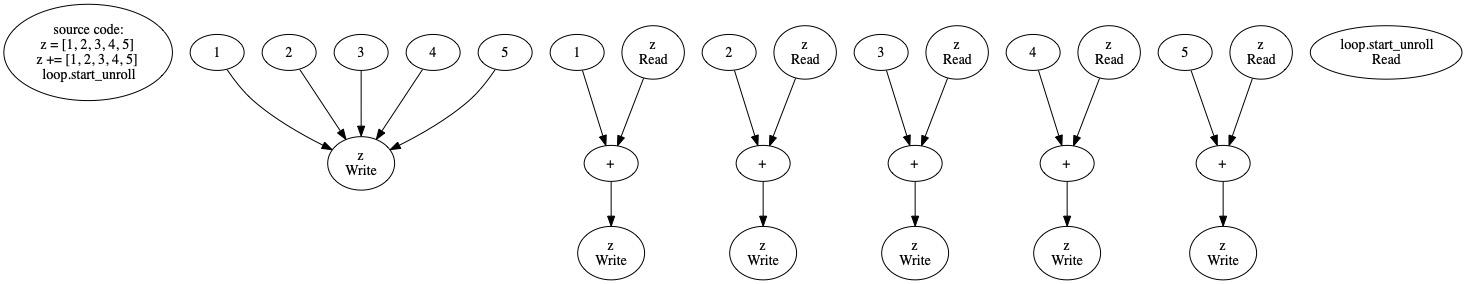 source code:
z = [1, 2, 3, 4, 5]
z += [1, 2, 3, 4, 5]
loop.start_unroll
1
2
3
4
5
1
z
Read
2
z
Read
3
z
Read
4
z
Read
5
z
Read
loop.start_unroll
Read
z
Write
+
+
+
+
+
z
Write
z
Write
z
Write
z
Write
z
Write